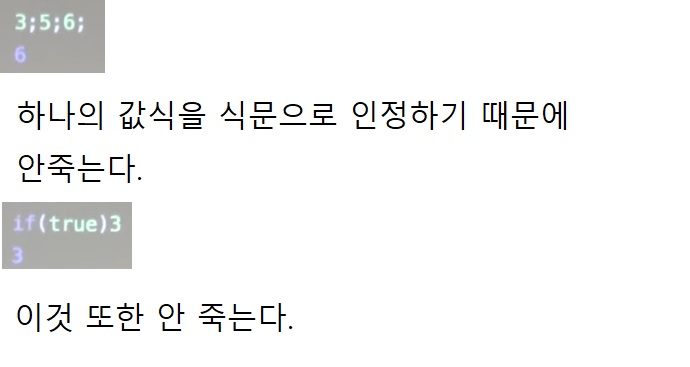 3;5;6;
6
하나의 값식을 식문으로 인정하기 때문에
안죽는다.
if(true)3
3
이것 또한 안 죽는다.